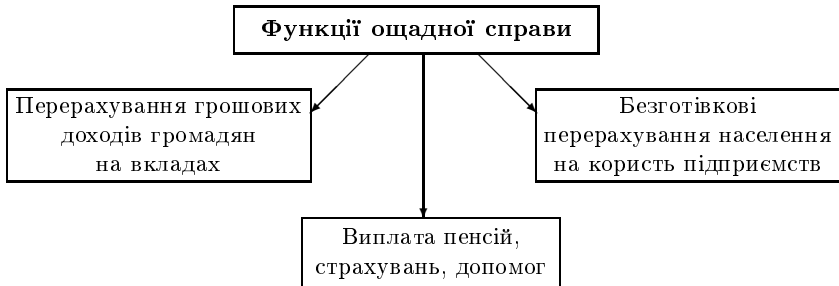 Функції ощадної справи
Перерахування грошових
доходів громадян
на вкладах
Безготівкові
перерахування населення
на користь підприємств
Виплата пенсій,
страхувань, допомог